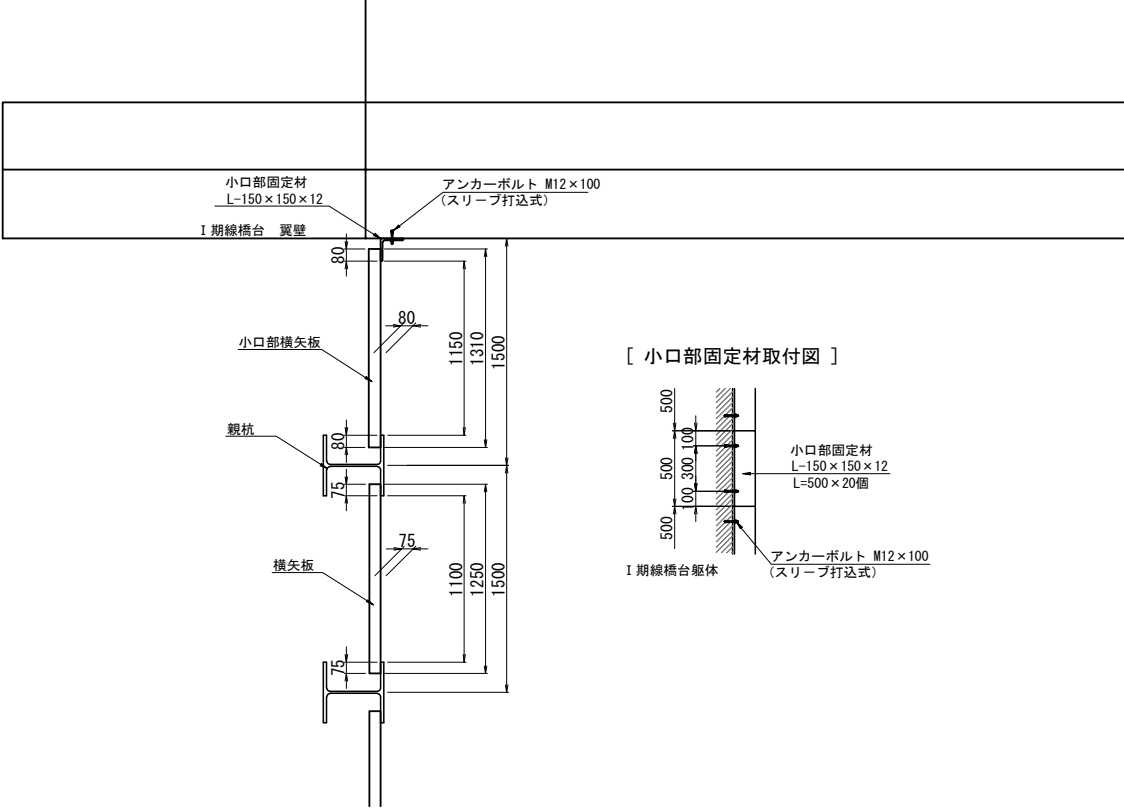 小口部固定材
L-150×150×12
アンカーボルト M12×100
(スリーブ打込式)
Ⅰ期線橋台　翼壁
80
80
1150
1310
1500
小口部横矢板
親杭
80
75
75
1100
1250
1500
横矢板
75
[ 小口部固定材取付図 ]
500
100
500
300
100
500
小口部固定材
L-150×150×12
L=500×20個
アンカーボルト M12×100
(スリーブ打込式)
Ⅰ期線橋台躯体